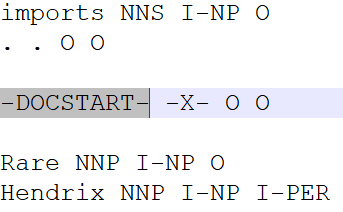 imports NNS I-NP O
. . O O
-DOCSTART- -X- O O
Rare NNP I-NP O
Hendrix NNP I-NP I-PER